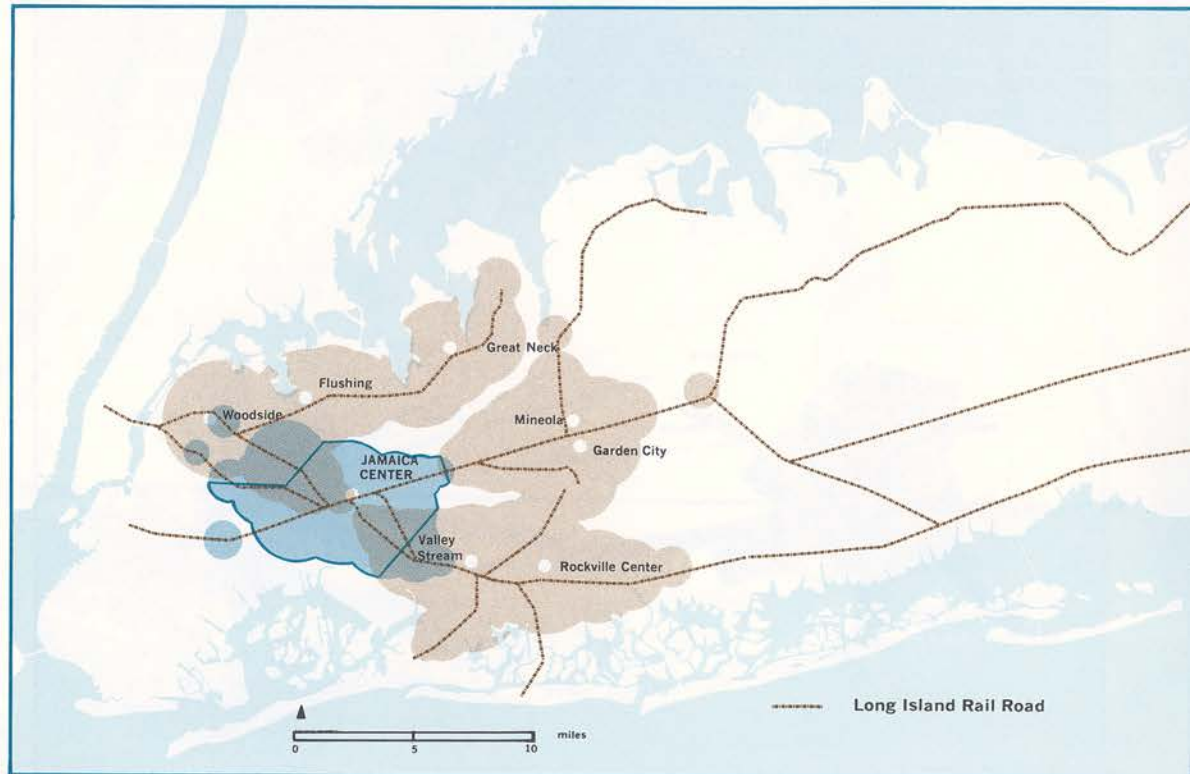 Great Neck
Flushing
Woodside
Mineola
Garden City
JAMAICA
CENTER
Valley
Stream
Rockville Center
Long Island Rail Road
miles
0 5 10